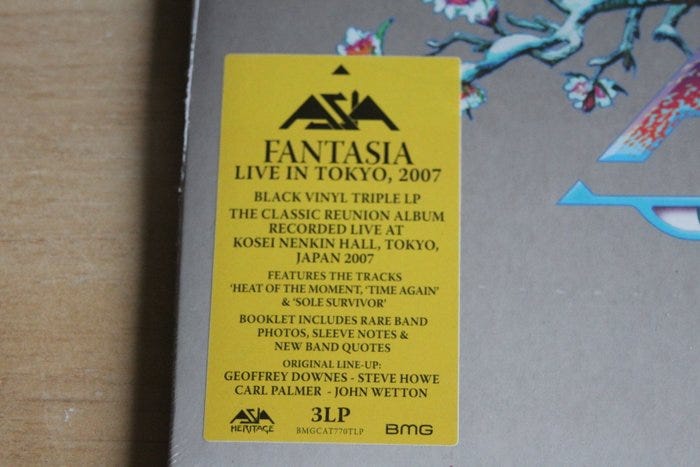 ASIA
FANTASIA
LIVE IN TOKYO, 2007
BLACK VINYL TRIPLE LP
THE CLASSIC REUNION ALBUM
RECORDED LIVE AT
KOSEI NENKIN HALL, TOKYO,
JAPAN 2007
FEATURES THE TRACKS
‘HEAT OF THE MOMENT, ‘TIME AGAIN’
& ‘SOLE SURVIVOR’
BOOKLET INCLUDES RARE BAND
PHOTOS, SLEEVE NOTES &
NEW BAND QUOTES
ORIGINAL LINE-UP:
GEOFFREY DOWNES - STEVE HOWE
CARL PALMER - JOHN WETTON
ASIA
HERITAGE
3LP
BMGCAT770TLP
BMG